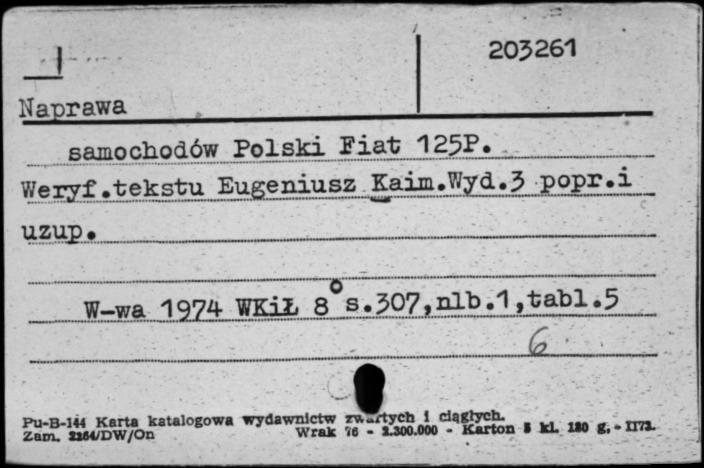 203261
Naprawa
samochodów Polski Fiat 125P.
Weryf.tekstu Eugeniusz Kaim.Wyd.3 popr.i
uzup.
W-wa 1974 WKiŁ 8° s.307,nlb.1,tabl.5
6
Pu-B-144 Karta katalogowa wydawnictw zwartych i ciągłych.
Zam. 2264/DW/On Wrak 76 - 2.300.000 - Karton 5 kl. 180 g. - 1173.